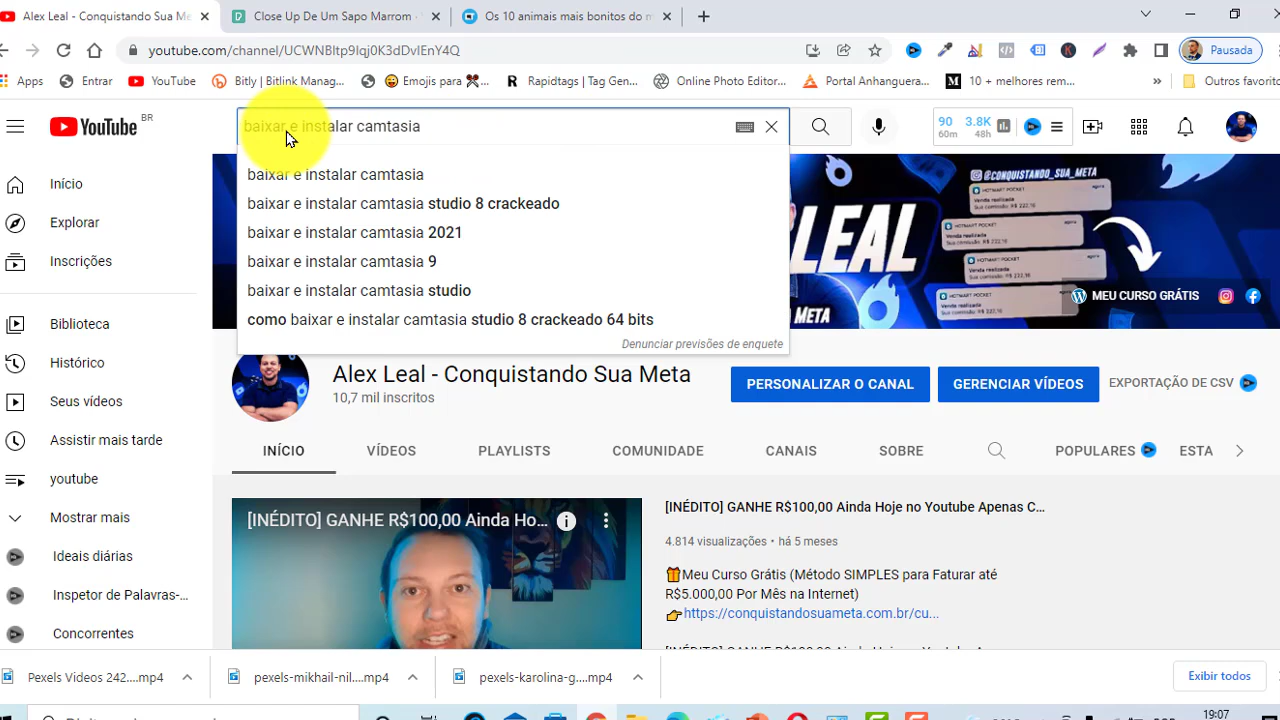 Alex Leal - Conquistando Sua Me
Close Up De Um Sapo Marrom
Os 10 animais mais bonitos do m
youtube.com/channel/UCWNBltp9Iqj0K3dDvIEnY4Q
Pausada
Apps
Entrar
YouTube
Bitly | Bitlink Manag...
Emojis para
Rapidtags | Tag Gen...
Online Photo Editor...
Portal Anhanguera...
10 + melhores rem...
»
Outros favorito
YouTube
BR
baixar e instalar camtasia
90
60m
3.8K
48h
baixar e instalar camtasia
baixar e instalar camtasia studio 8 crackeado
baixar e instalar camtasia 2021
baixar e instalar camtasia 9
baixar e instalar camtasia studio
como baixar e instalar camtasia studio 8 crackeado 64 bits
Denunciar previsões de enquete
@CONQUISTANDO_SUA_META
HOTMART POCKET
Venda realizada
LEAL
META
MEU CURSO GRÁTIS
Início
Explorar
Inscrições
Biblioteca
Histórico
Seus vídeos
Assistir mais tarde
youtube
Mostrar mais
Ideais diárias
Inspetor de Palavras-...
Concorrentes
Alex Leal - Conquistando Sua Meta
10,7 mil inscritos
PERSONALIZAR O CANAL
GERENCIAR VÍDEOS
EXPORTAÇÃO DE CSV
INÍCIO
VÍDEOS
PLAYLISTS
COMUNIDADE
CANAIS
SOBRE
POPULARES
ESTA
[INÉDITO] GANHE R$100,00 Ainda Ho...
[INÉDITO] GANHE R$100,00 Ainda Hoje no Youtube Apenas C...
4.814 visualizações • há 5 meses
Meu Curso Grátis (Método SIMPLES para Faturar até
R$5.000,00 Por Mês na Internet)
https://conquistandosuameta.com.br/cu...
Pexels Videos 242....mp4
pexels-mikhail-nil....mp4
pexels-karolina-g....mp4
Exibir todos
19:07